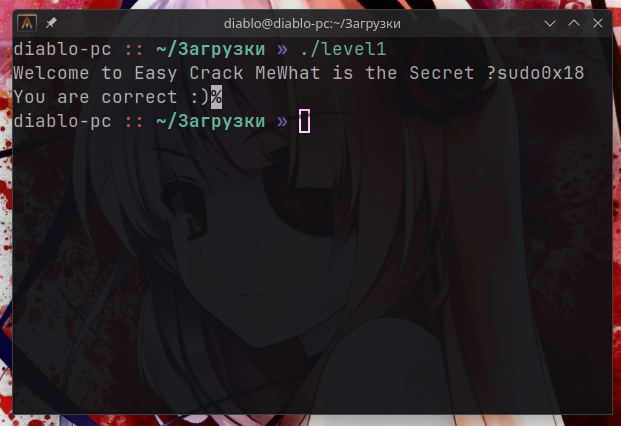 diablo@diablo-pc:~/Загрузки
diablo-pc :: ~/Загрузки » ./level1
Welcome to Easy Crack MeWhat is the Secret ?sudo0x18
You are correct :)%
diablo-pc :: ~/Загрузки »